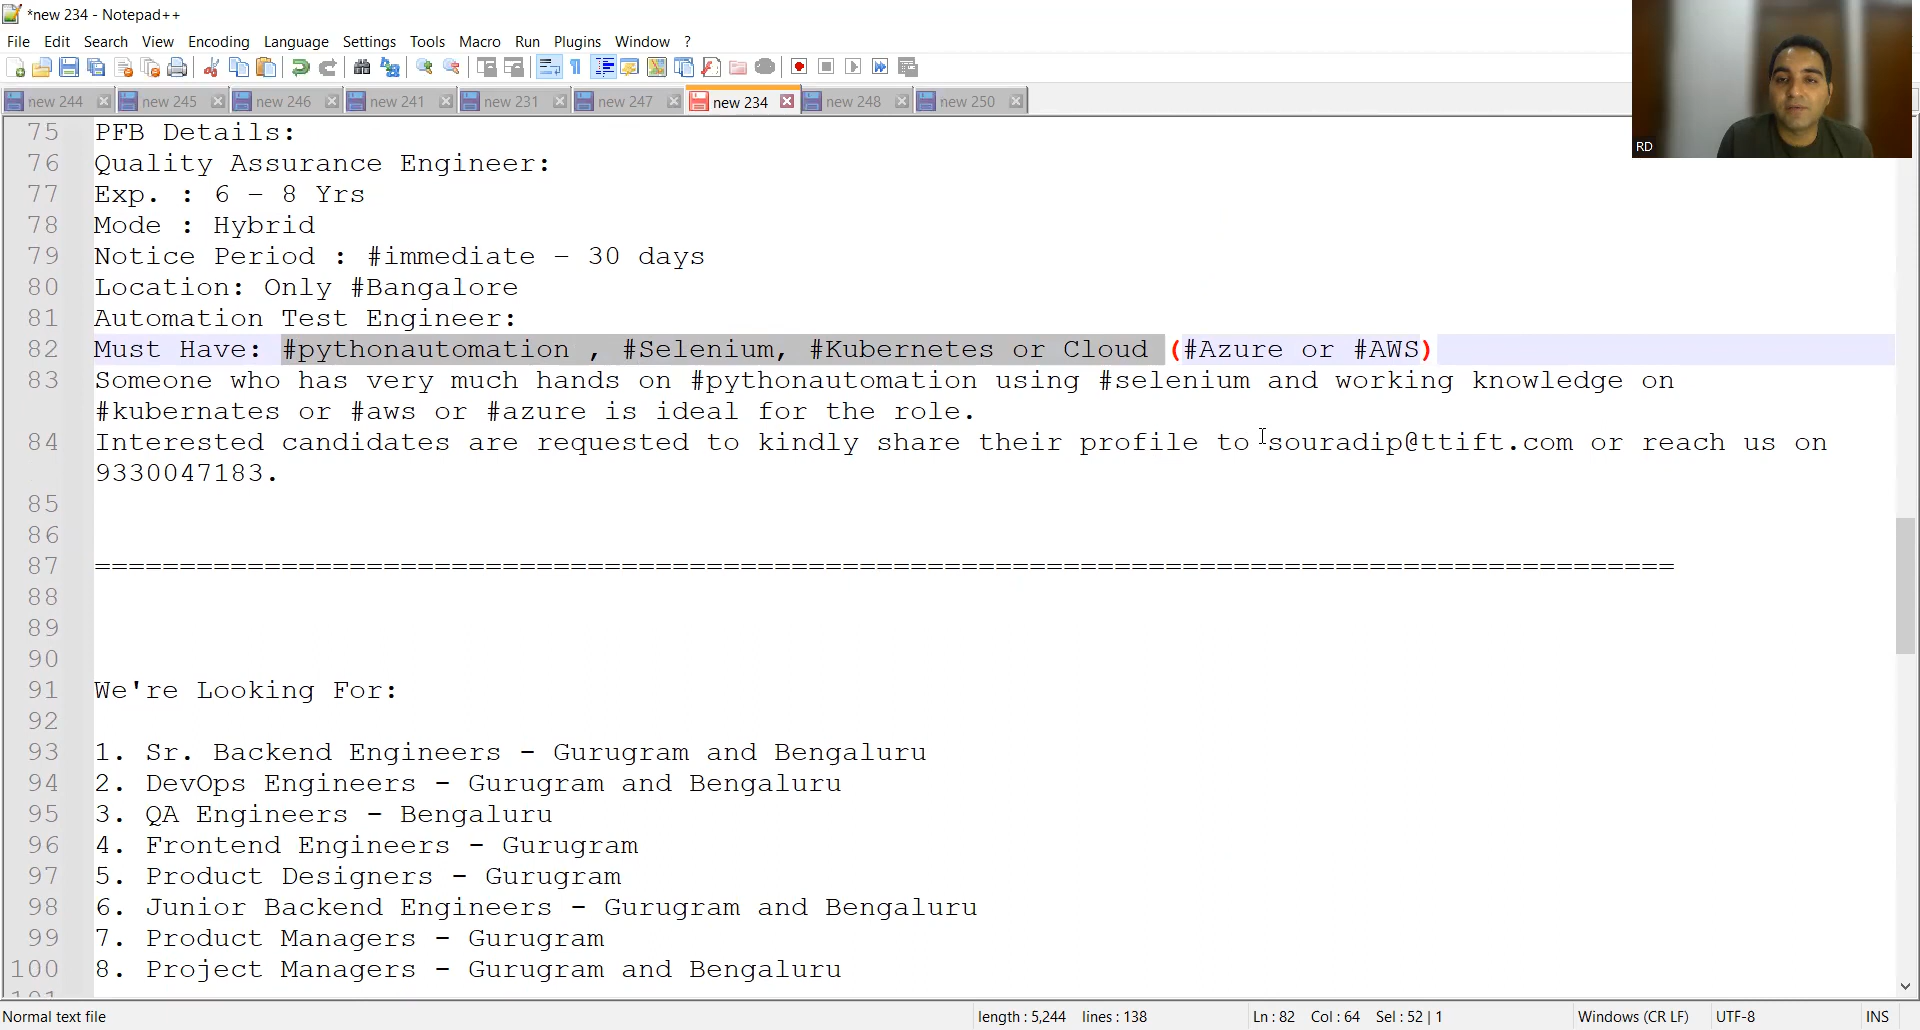 *new 234 - Notepad++
File Edit Search View Encoding Language Settings Tools Macro Run Plugins Window ?
new 244 new 245 new 246 new 241 new 231 new 247 new 234 new 248 new 250
RD
75 PFB Details:
76 Quality Assurance Engineer:
77 Exp. : 6 – 8 Yrs
78 Mode : Hybrid
79 Notice Period : #immediate – 30 days
80 Location: Only #Bangalore
81 Automation Test Engineer:
82 Must Have: #pythonautomation , #Selenium, #Kubernetes or Cloud (#Azure or #AWS)
83 Someone who has very much hands on #pythonautomation using #selenium and working knowledge on
#kubernates or #aws or #azure is ideal for the role.
84 Interested candidates are requested to kindly share their profile to souradip@ttift.com or reach us on
9330047183.
85
86
87 =============================================================================================
88
89
90
91 We're Looking For:
92
93 1. Sr. Backend Engineers - Gurugram and Bengaluru
94 2. DevOps Engineers - Gurugram and Bengaluru
95 3. QA Engineers - Bengaluru
96 4. Frontend Engineers - Gurugram
97 5. Product Designers - Gurugram
98 6. Junior Backend Engineers - Gurugram and Bengaluru
99 7. Product Managers - Gurugram
100 8. Project Managers - Gurugram and Bengaluru
Normal text file length : 5,244 lines : 138 Ln : 82 Col : 64 Sel : 52 | 1 Windows (CR LF) UTF-8 INS